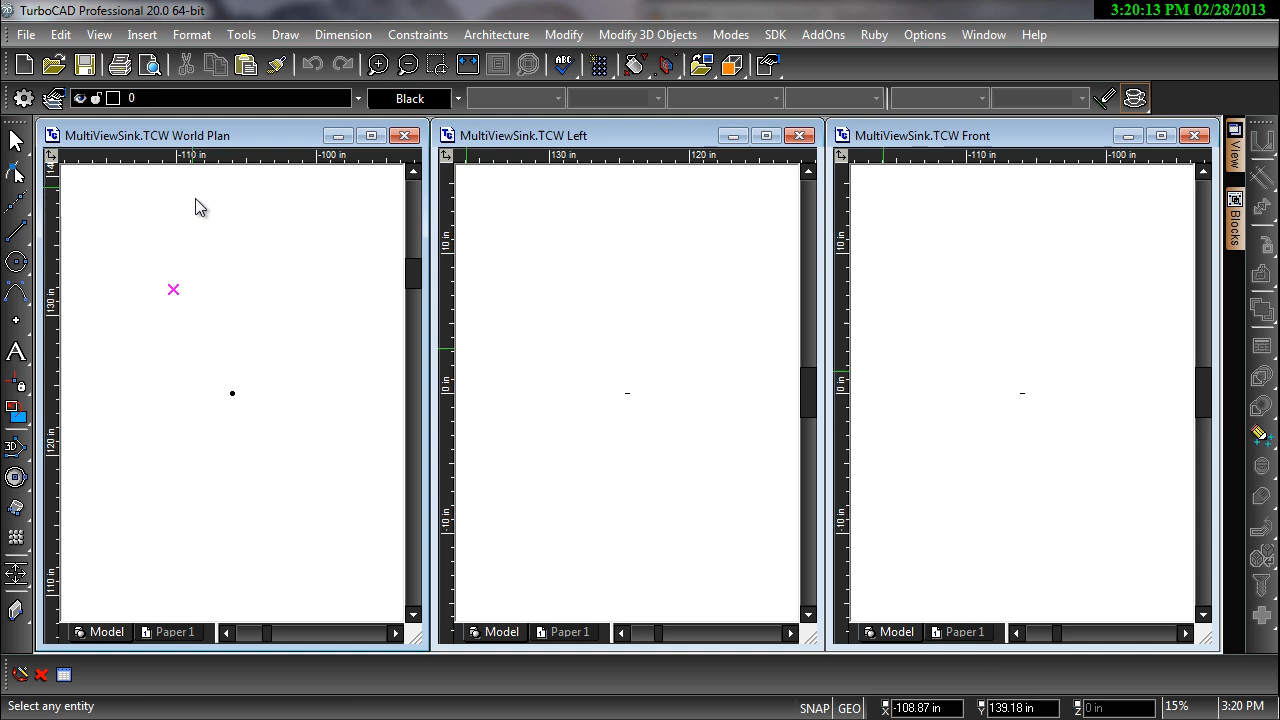 TurboCAD Professional 20.0 64-bit
3:20:13 PM 02/28/2013
File Edit View Insert Format Tools Draw Dimension Constraints Architecture Modify Modify 3D Objects Modes SDK AddOns Ruby Options Window Help
ABC
0 Black
MultiViewSink.TCW World Plan MultiViewSink.TCW Left MultiViewSink.TCW Front
-110 in -100 in 130 in 120 in -110 in -100 in
View
Blocks
10 in 10 in
130 in
0 in 0 in
120 in
-10 in -10 in
110 in
A
3D
Model Paper 1 Model Paper 1 Model Paper 1
Select any entity SNAP GEO X -108.87 in Y 139.18 in Z 0 in 15% 3:20 PM